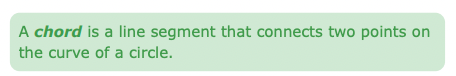 A chord is a line segment that connects two points on
the curve of a circle.